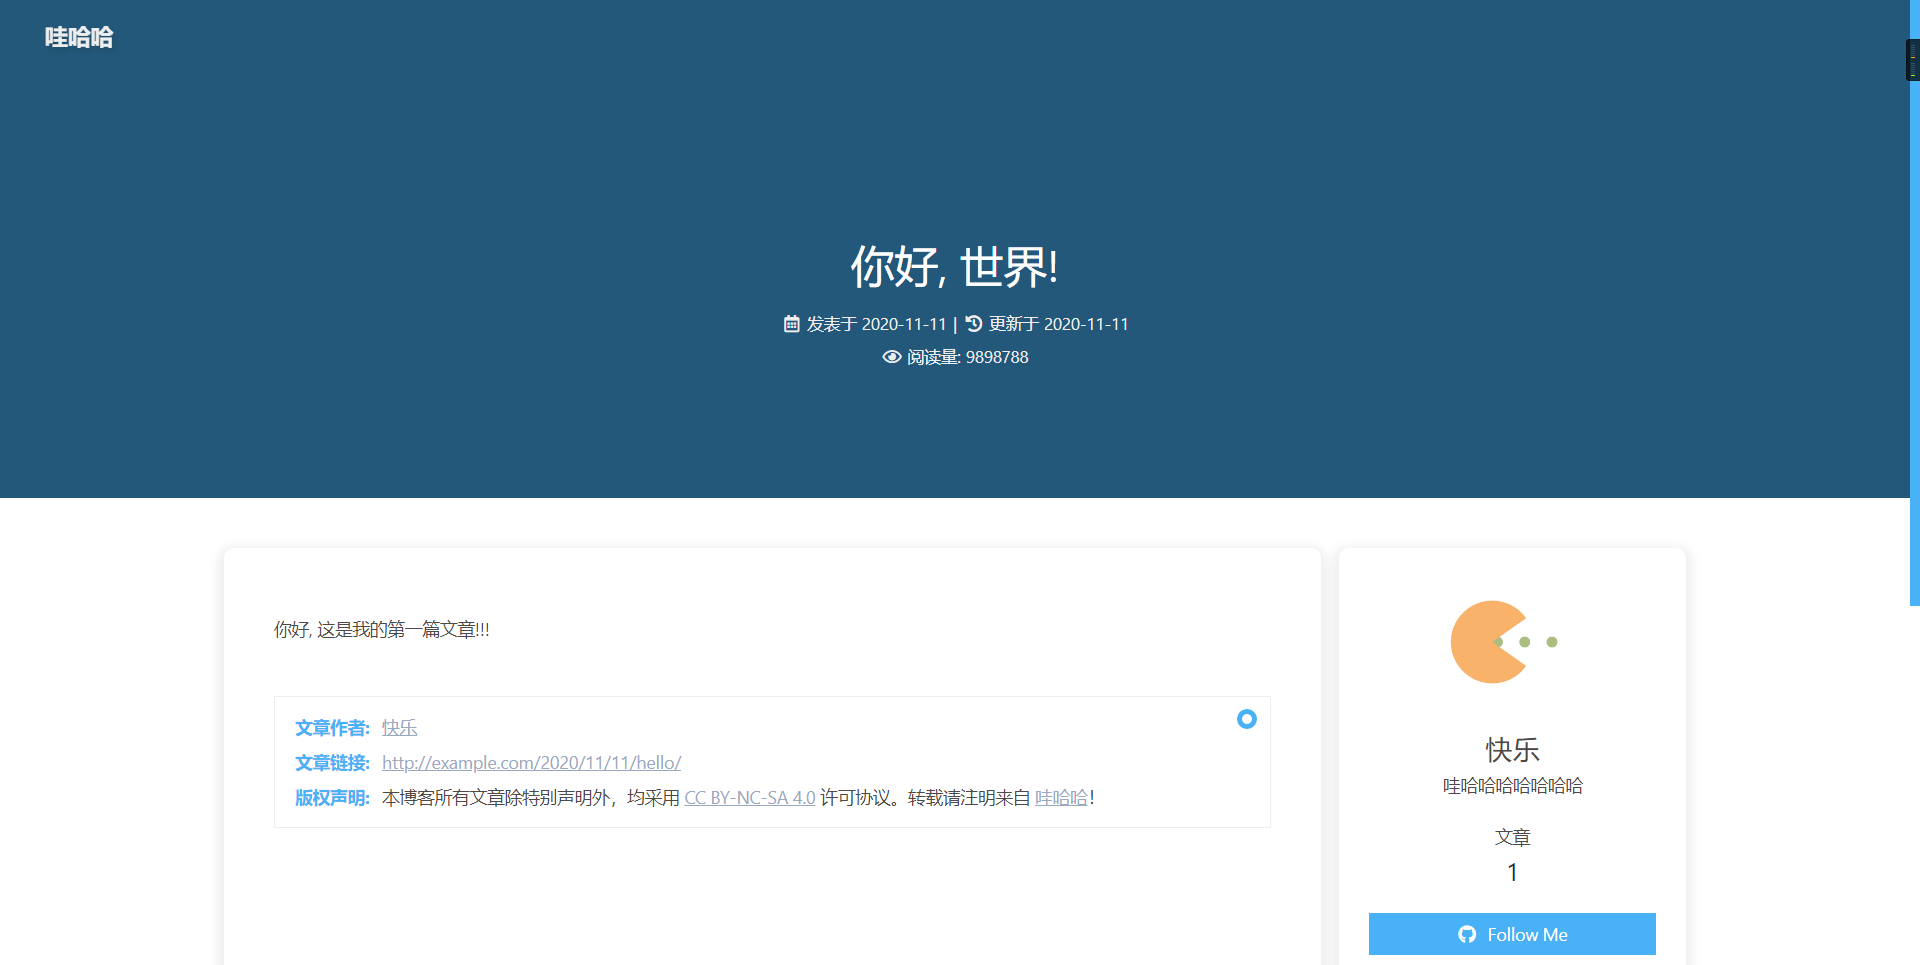 哇哈哈
你好, 世界!
发表于 2020-11-11 | 更新于 2020-11-11
阅读量: 9898788
你好, 这是我的第一篇文章!!!
文章作者: 快乐
文章链接: http://example.com/2020/11/11/hello/
版权声明: 本博客所有文章除特别声明外，均采用 CC BY-NC-SA 4.0 许可协议。转载请注明来自 哇哈哈！
快乐
哇哈哈哈哈哈哈哈
文章
1
Follow Me